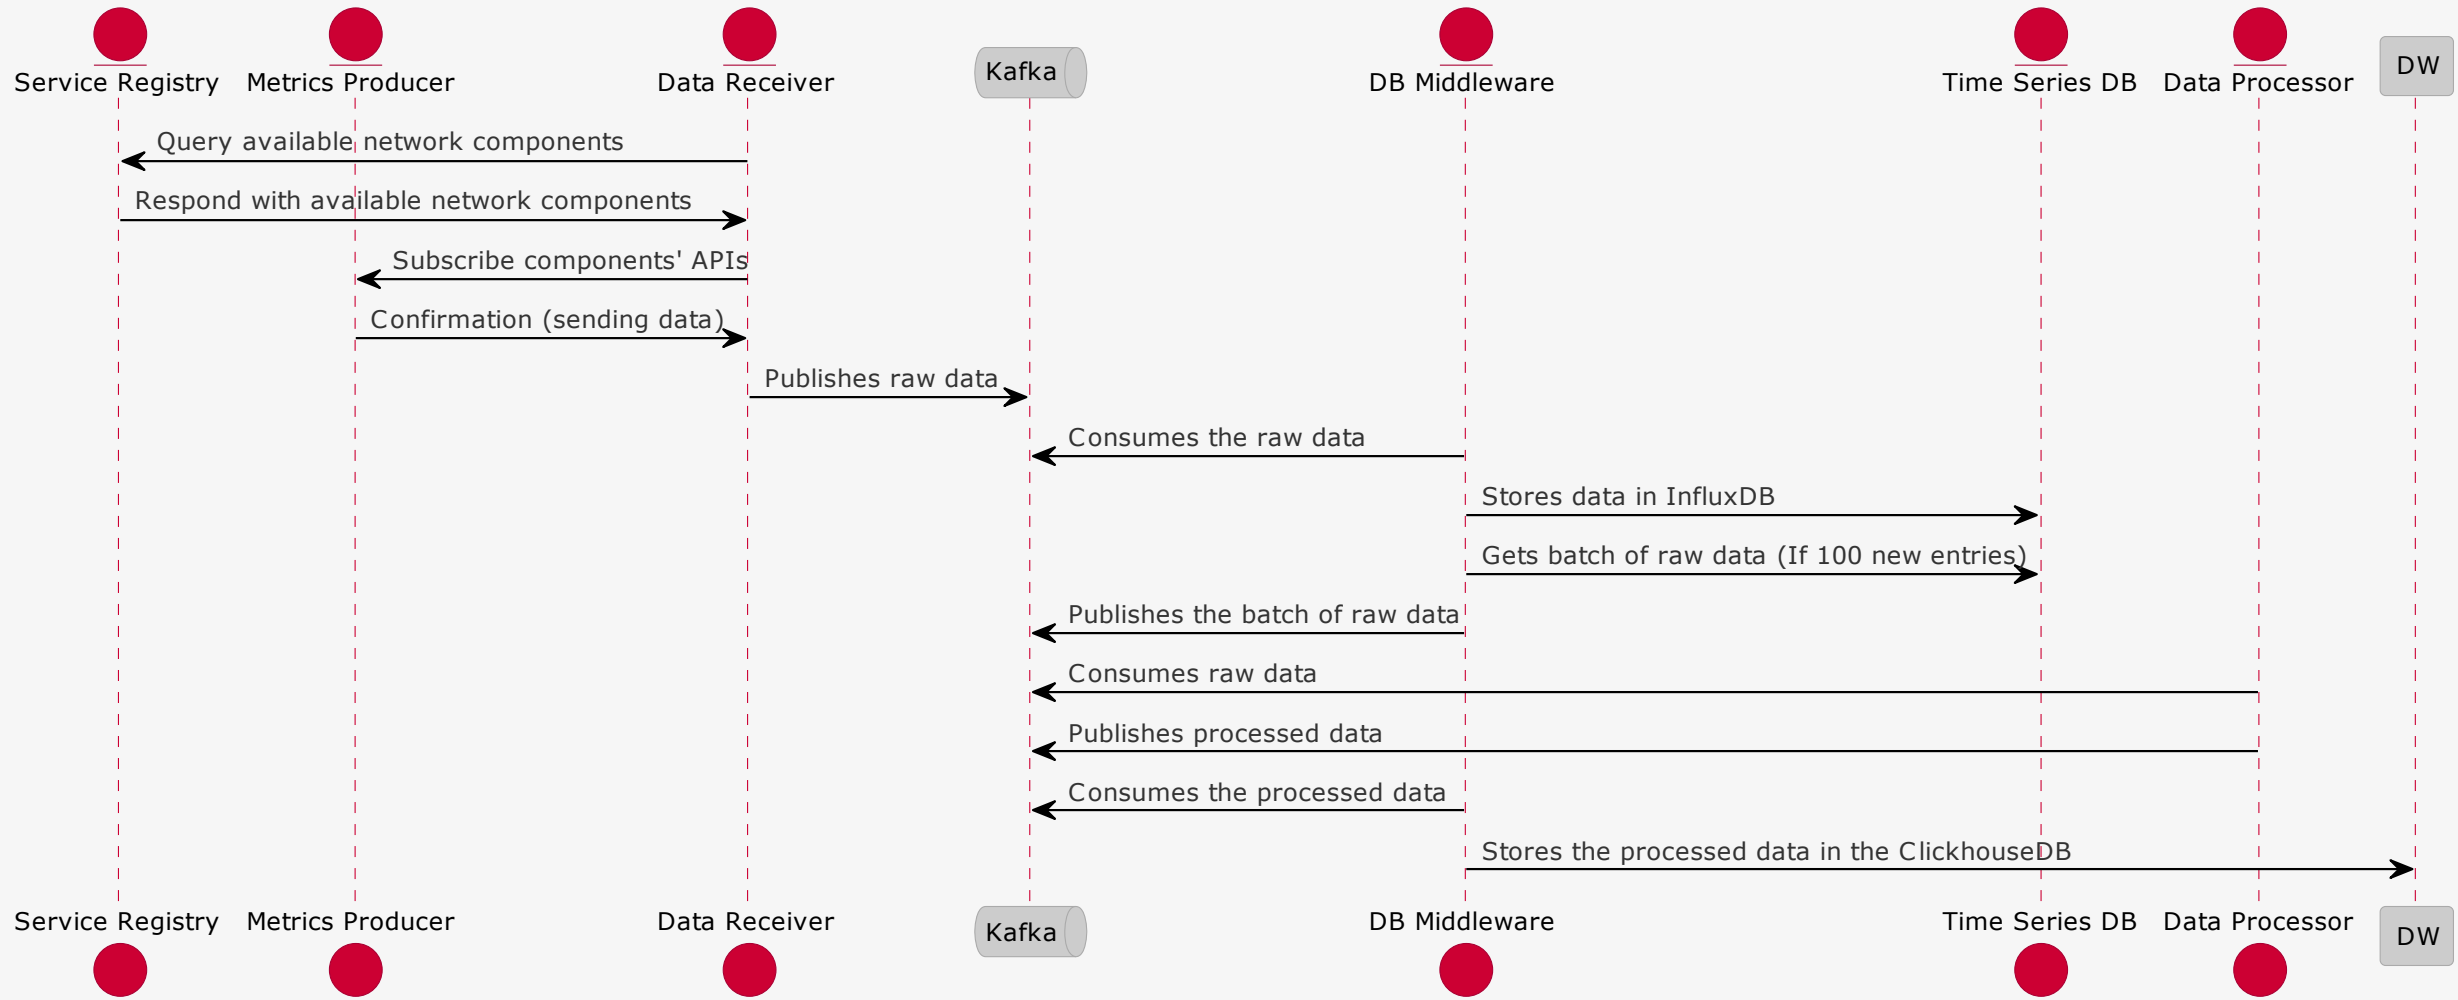 Service Registry
Metrics Producer
Data Receiver
Kafka
DB Middleware
Time Series DB
Data Processor
DW
Query available network components
Respond with available network components
Subscribe components' APIs
Confirmation (sending data)
Publishes raw data
Consumes the raw data
Stores data in InfluxDB
Gets batch of raw data (If 100 new entries)
Publishes the batch of raw data
Consumes raw data
Publishes processed data
Consumes the processed data
Stores the processed data in the ClickhouseDB
Service Registry
Metrics Producer
Data Receiver
Kafka
DB Middleware
Time Series DB
Data Processor
DW